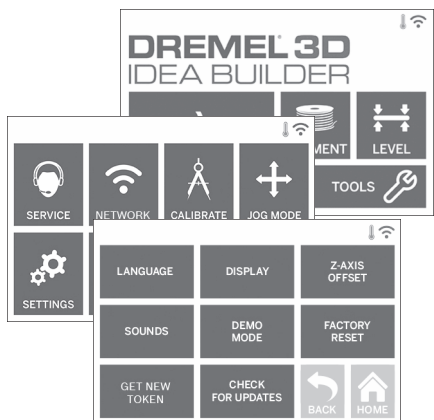 DREMEL 3D
IDEA BUILDER
MENT
LEVEL
TOOLS
SERVICE
NETWORK
CALIBRATE
JOG MODE
SETTINGS
LANGUAGE
DISPLAY
Z-AXIS
OFFSET
SOUNDS
DEMO
MODE
FACTORY
RESET
GET NEW
TOKEN
CHECK
FOR UPDATES
BACK
HOME